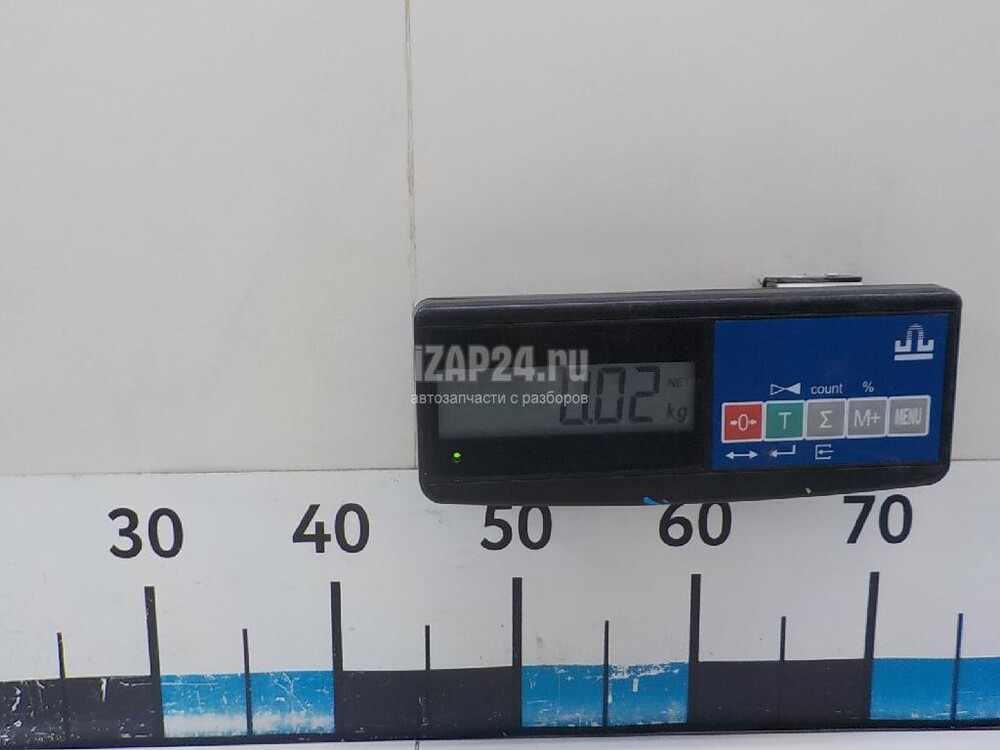 iZAP24.ru
автозапчасти с разборов
0.02 NET kg
count %
→0← T Σ M+ MENU
30 40 50 60 70